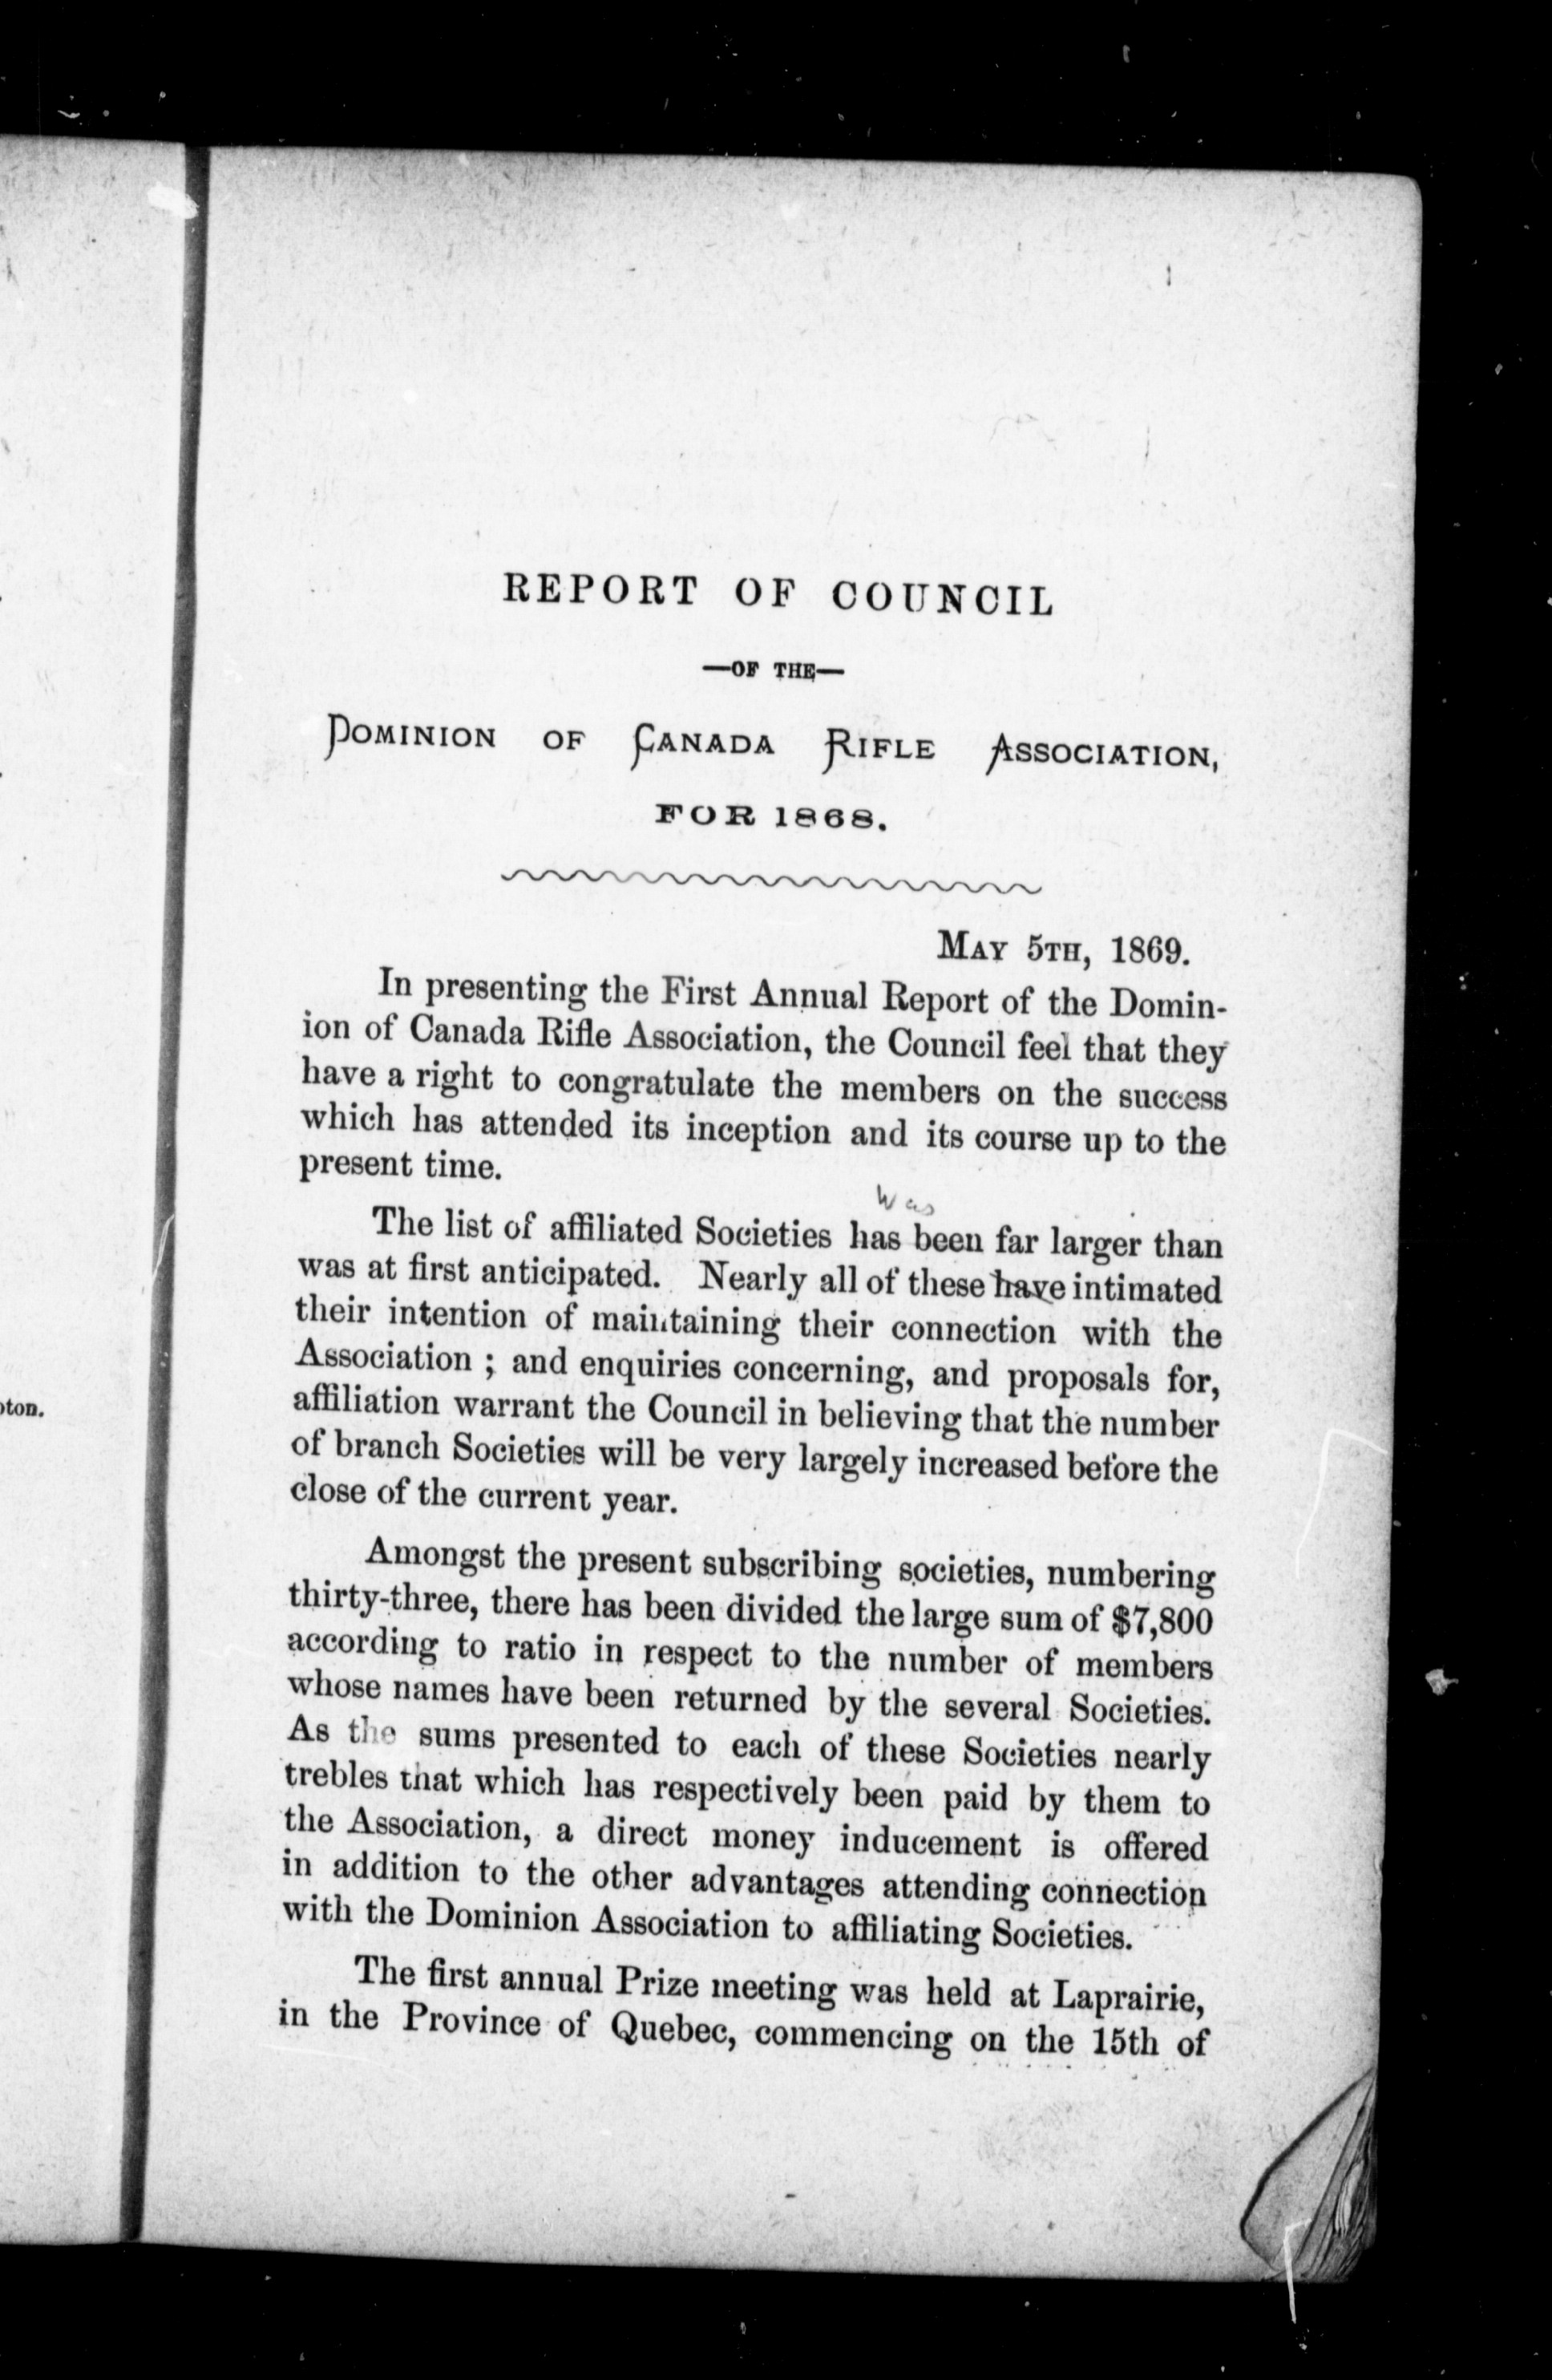 REPORT OF COUNCIL
—OF THE—
DOMINION OF CANADA RIFLE ASSOCIATION,
FOR 1868.
MAY 5TH, 1869.
In presenting the First Annual Report of the Domin-
ion of Canada Rifle Association, the Council feel that they
have a right to congratulate the members on the success
which has attended its inception and its course up to the
present time.
Was
The list of affiliated Societies has been far larger than
was at first anticipated. Nearly all of these have intimated
their intention of maintaining their connection with the
Association ; and enquiries concerning, and proposals for,
affiliation warrant the Council in believing that the number
of branch Societies will be very largely increased before the
close of the current year.
Amongst the present subscribing societies, numbering
thirty-three, there has been divided the large sum of $7,800
according to ratio in respect to the number of members
whose names have been returned by the several Societies.
As the sums presented to each of these Societies nearly
trebles that which has respectively been paid by them to
the Association, a direct money inducement is offered
in addition to the other advantages attending connection
with the Dominion Association to affiliating Societies.
The first annual Prize meeting was held at Laprairie,
in the Province of Quebec, commencing on the 15th of